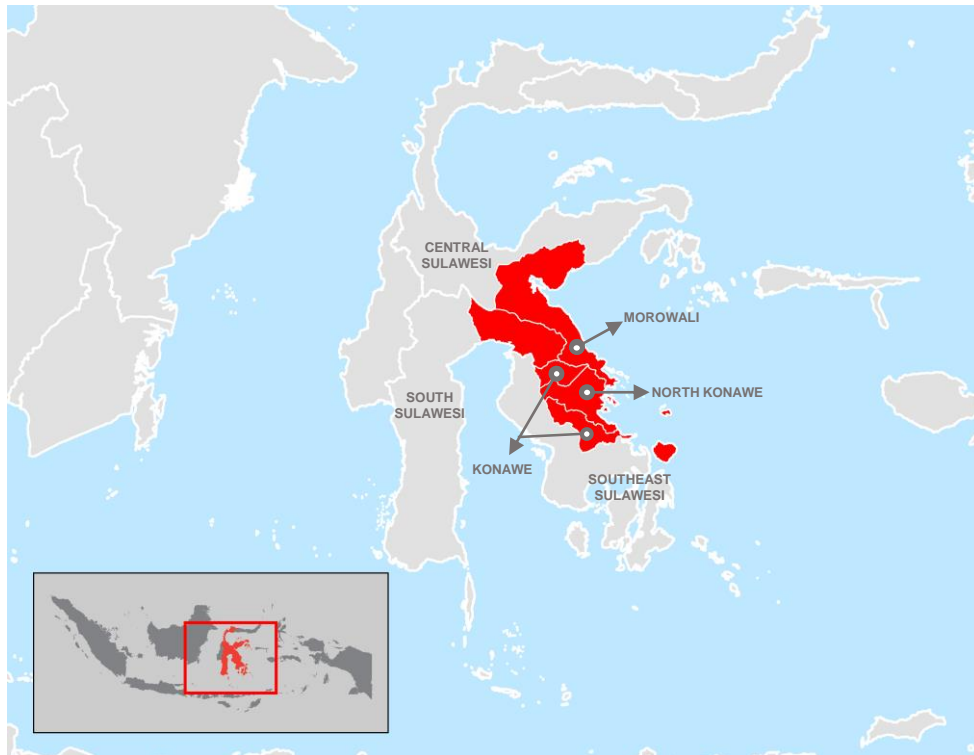 CENTRAL
SULAWESI
MOROWALI
NORTH KONAWE
SOUTH
SULAWESI
KONAWE
SOUTHEAST
SULAWESI